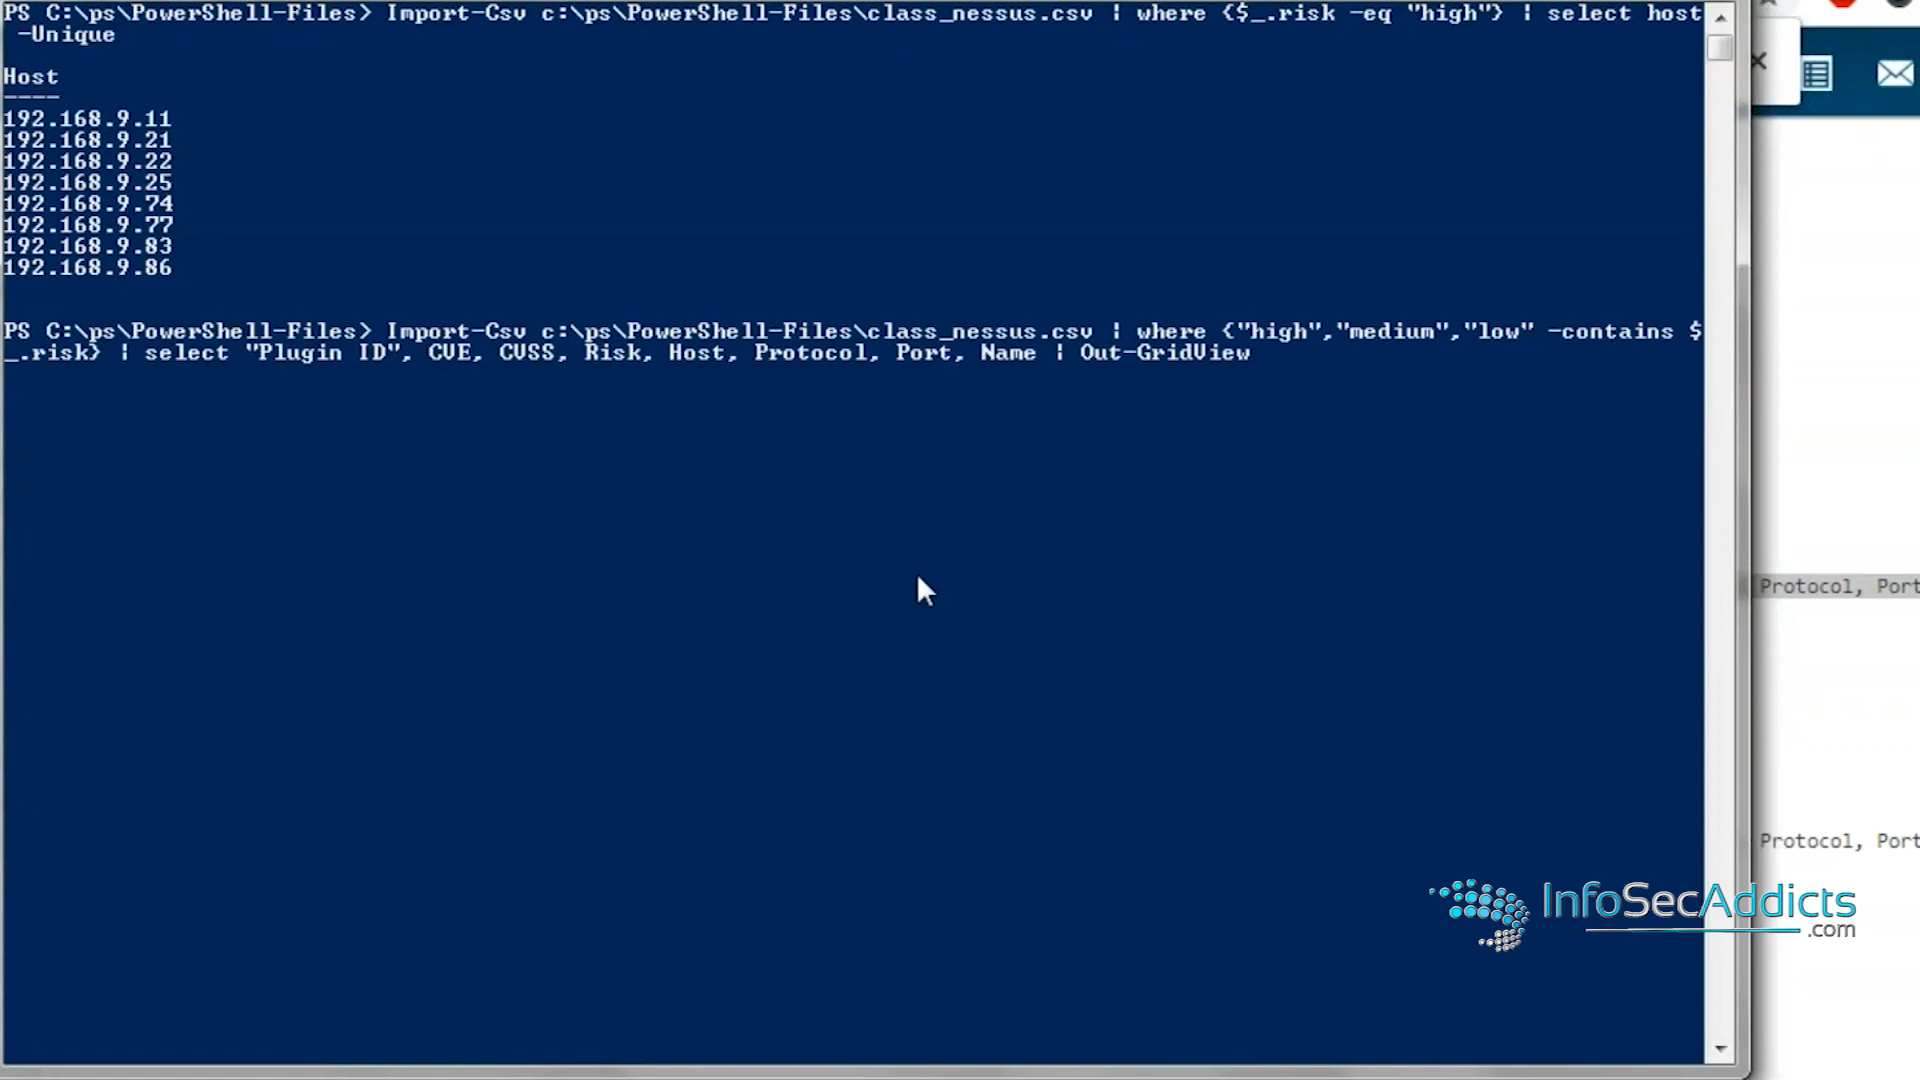 PS C:\ps\PowerShell-Files> Import-Csv c:\ps\PowerShell-Files\class_nessus.csv | where {$_.risk -eq "high"} | select host
-Unique
Host
----
192.168.9.11
192.168.9.21
192.168.9.22
192.168.9.25
192.168.9.74
192.168.9.77
192.168.9.83
192.168.9.86
PS C:\ps\PowerShell-Files> Import-Csv c:\ps\PowerShell-Files\class_nessus.csv | where {"high","medium","low" -contains $
_.risk} | select "Plugin ID", CVE, CVSS, Risk, Host, Protocol, Port, Name | Out-GridView
Protocol, Port
Protocol, Port
InfoSecAddicts
.com